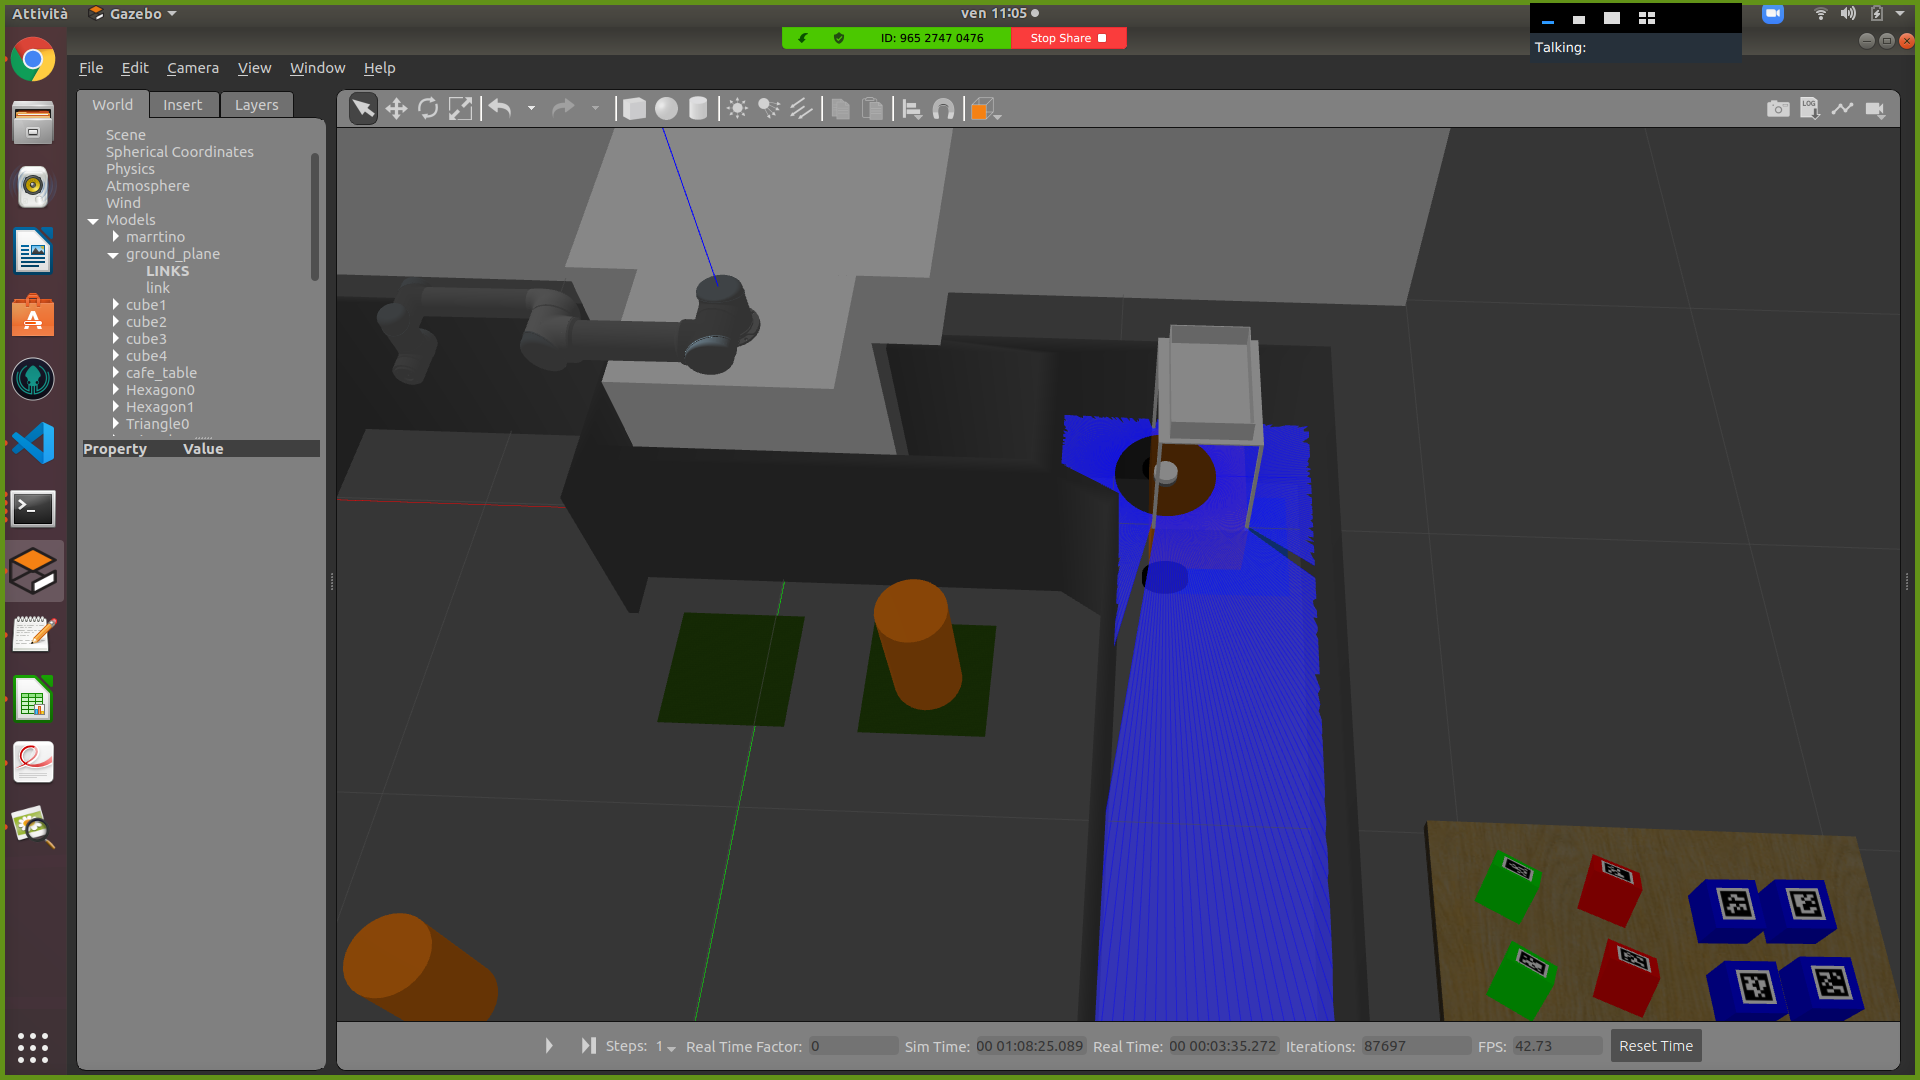 Attività Gazebo ven 11:05
ID: 965 2747 0476 Stop Share
Talking:
File Edit Camera View Window Help
World Insert Layers
Scene
Spherical Coordinates
Physics
Atmosphere
Wind
Models
marrtino
ground_plane
LINKS
link
cube1
cube2
cube3
cube4
cafe_table
Hexagon0
Hexagon1
Triangle0
Property Value
LOG
Steps: 1 Real Time Factor: 0 Sim Time: 00 01:08:25.089 Real Time: 00 00:03:35.272 Iterations: 87697 FPS: 42.73 Reset Time